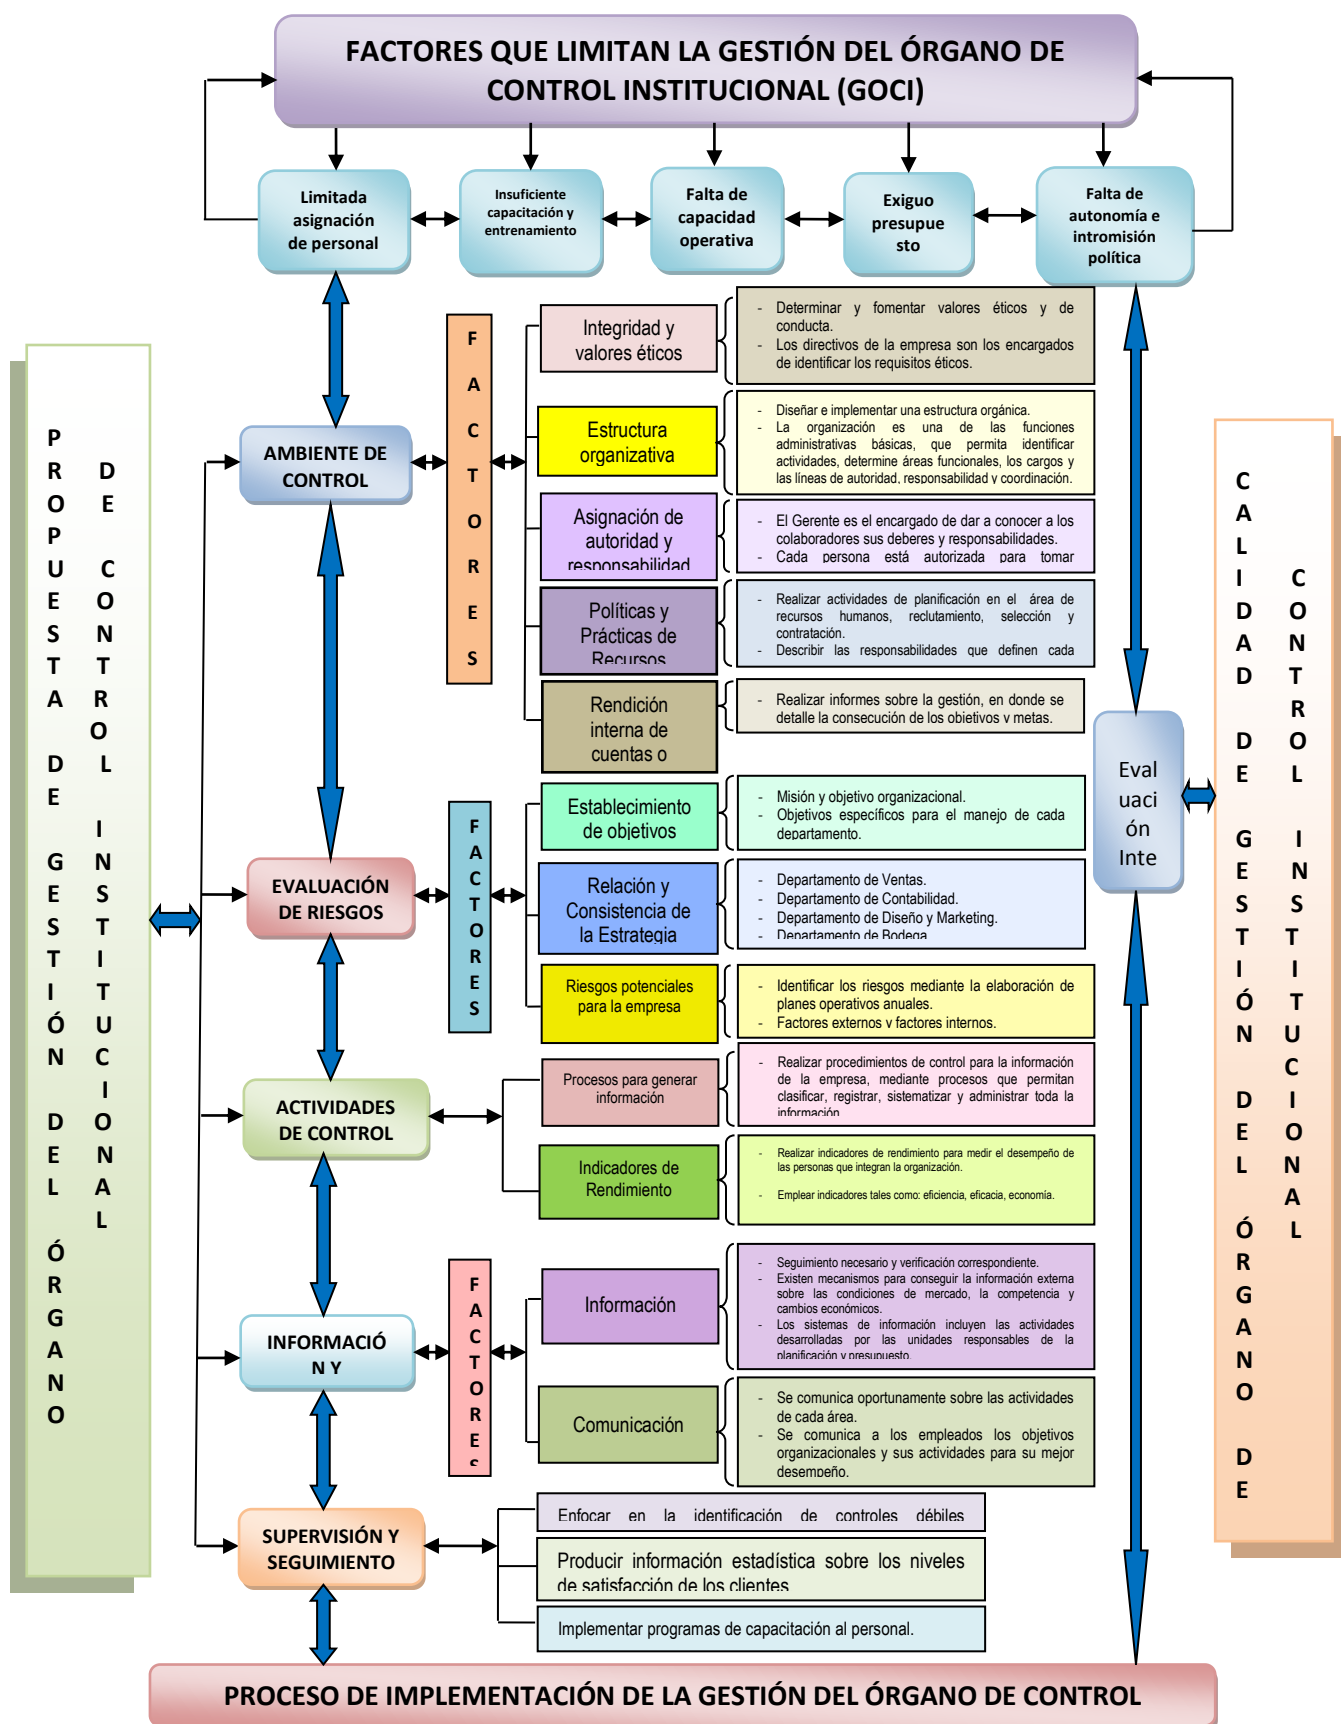 FACTORES QUE LIMITAN LA GESTIÓN DEL ÓRGANO DE
CONTROL INSTITUCIONAL (GOCI)
Limitada
asignación
de personal
Insuficiente
capacitación y
entrenamiento
Falta de
capacidad
operativa
Exiguo
presupue
sto
Falta de
autonomía e
intromisión
política
PROPUESTA DE GESTIÓN DEL ÓRGANO
DE CONTROL INSTITUCIONAL
AMBIENTE DE
CONTROL
FACTORES
Integridad y
valores éticos
- Determinar y fomentar valores éticos y de
conducta.
- Los directivos de la empresa son los encargados
de identificar los requisitos éticos.
Estructura
organizativa
- Diseñar e implementar una estructura orgánica.
- La organización es una de las funciones
administrativas básicas, que permita identificar
actividades, determine áreas funcionales, los cargos y
las líneas de autoridad, responsabilidad y coordinación.
Asignación de
autoridad y
responsabilidad
- El Gerente es el encargado de dar a conocer a los
colaboradores sus deberes y responsabilidades.
- Cada persona está autorizada para tomar
Políticas y
Prácticas de
Recursos
- Realizar actividades de planificación en el área de
recursos humanos, reclutamiento, selección y
contratación.
- Describir las responsabilidades que definen cada
Rendición
interna de
cuentas o
- Realizar informes sobre la gestión, en donde se
detalle la consecución de los objetivos y metas.
EVALUACIÓN
DE RIESGOS
FACTORES
Establecimiento
de objetivos
- Misión y objetivo organizacional.
- Objetivos específicos para el manejo de cada
departamento.
Relación y
Consistencia de
la Estrategia
- Departamento de Ventas.
- Departamento de Contabilidad.
- Departamento de Diseño y Marketing.
- Departamento de Bodega
Riesgos potenciales
para la empresa
- Identificar los riesgos mediante la elaboración de
planes operativos anuales.
- Factores externos y factores internos.
ACTIVIDADES
DE CONTROL
Procesos para generar
información
- Realizar procedimientos de control para la información
de la empresa, mediante procesos que permitan
clasificar, registrar, sistematizar y administrar toda la
información
Indicadores de
Rendimiento
- Realizar indicadores de rendimiento para medir el desempeño de
las personas que integran la organización.
- Emplear indicadores tales como: eficiencia, eficacia, economía.
INFORMACIÓ
N Y
FACTORES
Información
- Seguimiento necesario y verificación correspondiente.
- Existen mecanismos para conseguir la información externa
sobre las condiciones de mercado, la competencia y
cambios económicos.
- Los sistemas de información incluyen las actividades
desarrolladas por las unidades responsables de la
planificación y presupuesto.
Comunicación
- Se comunica oportunamente sobre las actividades
de cada área.
- Se comunica a los empleados los objetivos
organizacionales y sus actividades para su mejor
desempeño.
SUPERVISIÓN Y
SEGUIMIENTO
Enfocar en la identificación de controles débiles
Producir información estadística sobre los niveles
de satisfacción de los clientes
Implementar programas de capacitación al personal.
Eval
uaci
ón
Inte
CALIDAD DE GESTIÓN DEL ÓRGANO DE
CONTROL INSTITUCIONAL
PROCESO DE IMPLEMENTACIÓN DE LA GESTIÓN DEL ÓRGANO DE CONTROL